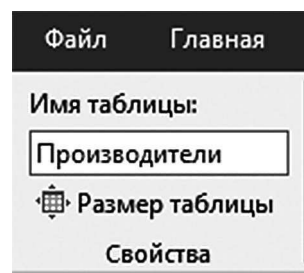 Файл Главная
Имя таблицы:
Производители
Размер таблицы
Свойства